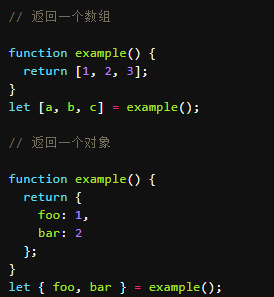 // 返回一个数组
function example() {
  return [1, 2, 3];
}
let [a, b, c] = example();
// 返回一个对象
function example() {
  return {
    foo: 1,
    bar: 2
  };
}
let { foo, bar } = example();